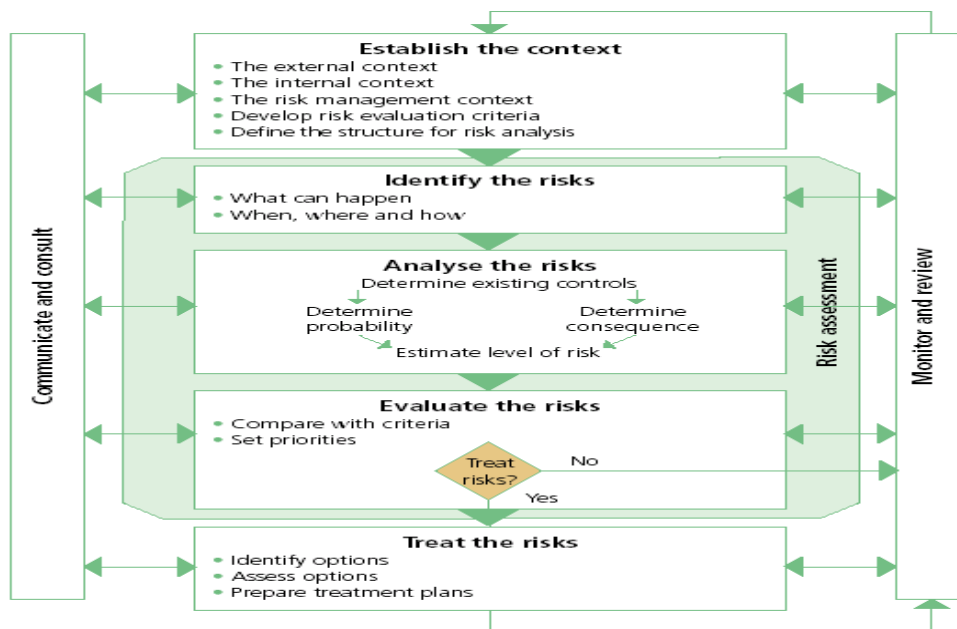 Establish the context
• The external context
• The internal context
• The risk management context
• Develop risk evaluation criteria
• Define the structure for risk analysis
Identify the risks
• What can happen
• When, where and how
Analyse the risks
Determine existing controls
Determine
probability
Determine
consequence
Estimate level of risk
Evaluate the risks
• Compare with criteria
• Set priorities
Treat
risks?
No
Yes
Treat the risks
• Identify options
• Assess options
• Prepare treatment plans
Communicate and consult
Risk assessment
Monitor and review